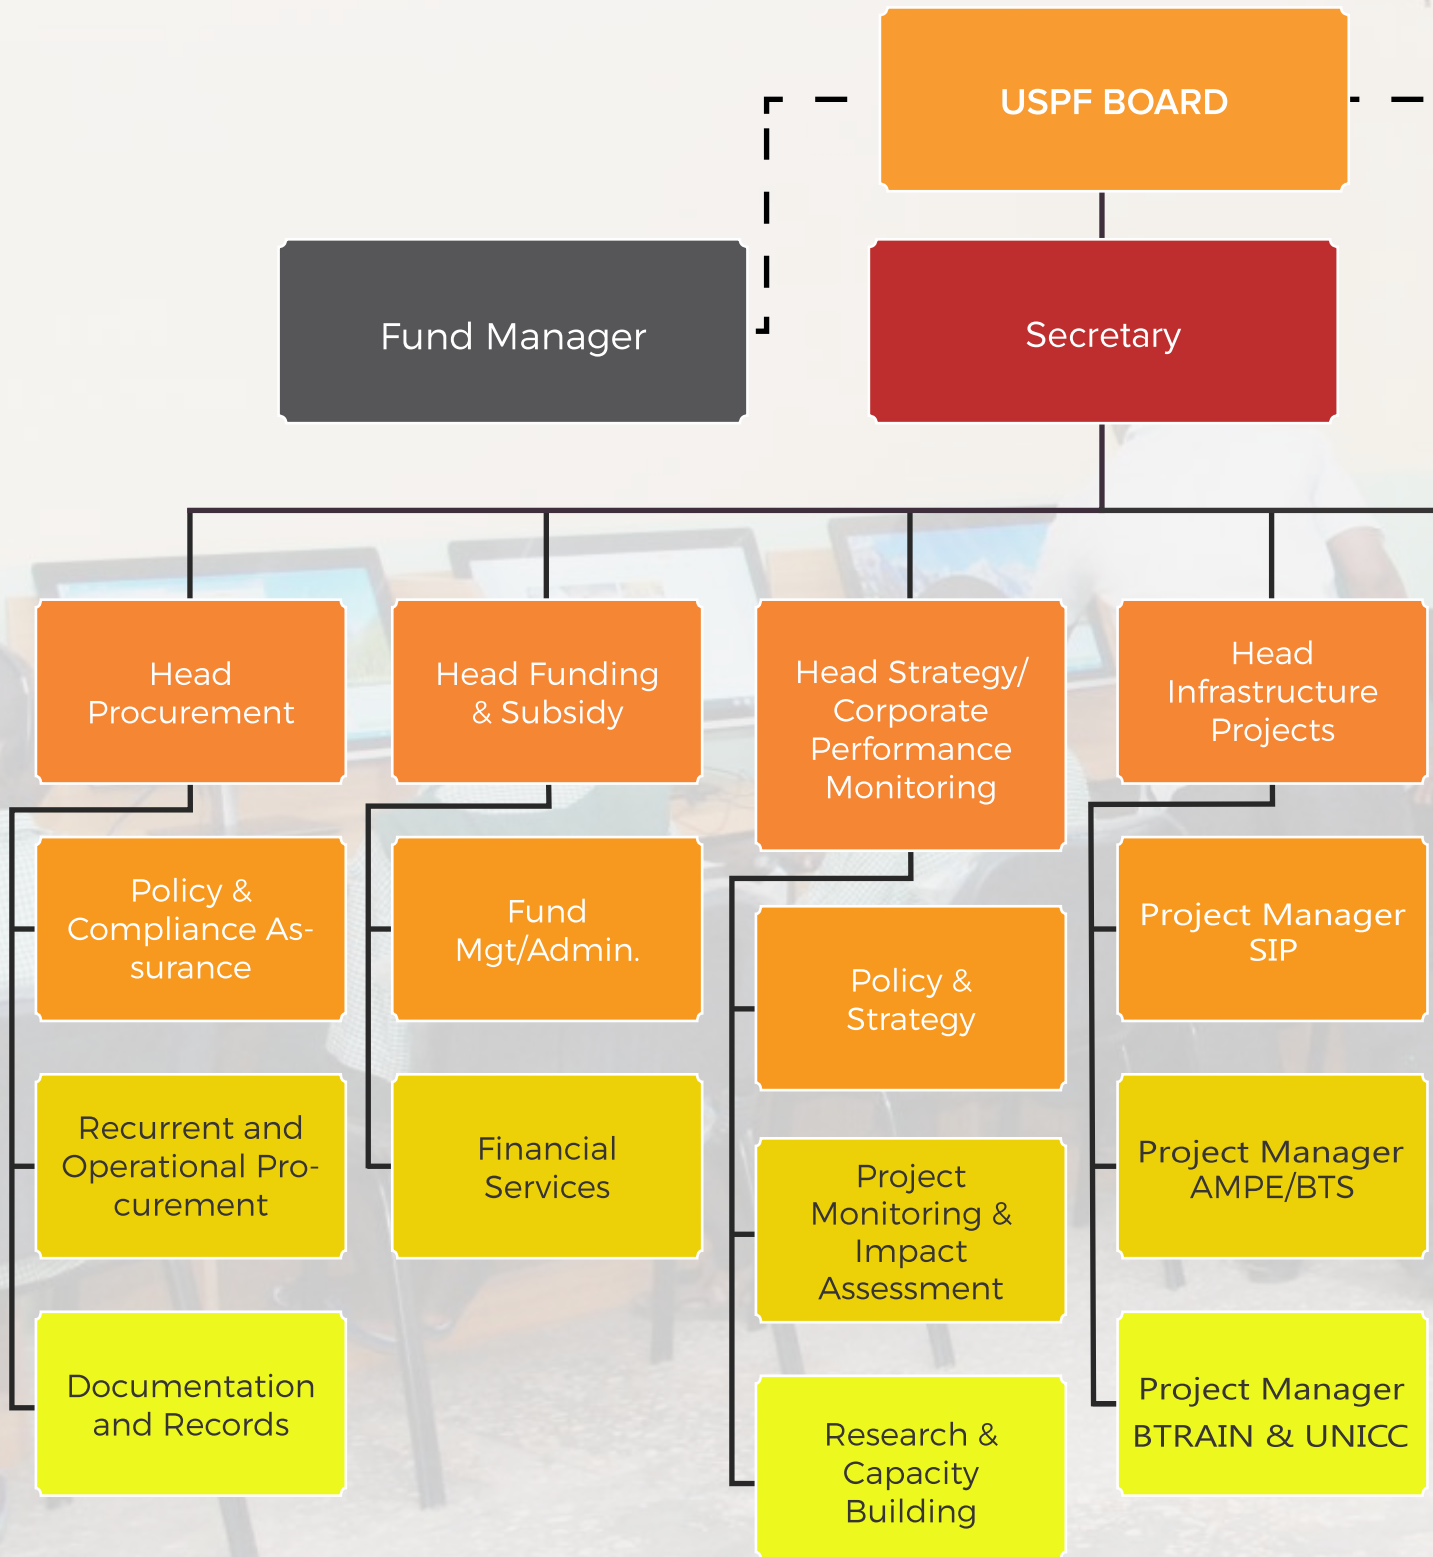 USPF BOARD
Fund Manager
Secretary
Head
Procurement
Policy &
Compliance As-
surance
Recurrent and
Operational Pro-
curement
Documentation
and Records
Head Funding
& Subsidy
Fund
Mgt/Admin.
Financial
Services
Head Strategy/
Corporate
Performance
Monitoring
Policy &
Strategy
Project
Monitoring &
Impact
Assessment
Research &
Capacity
Building
Head
Infrastructure
Projects
Project Manager
SIP
Project Manager
AMPE/BTS
Project Manager
BTRAIN & UNICC